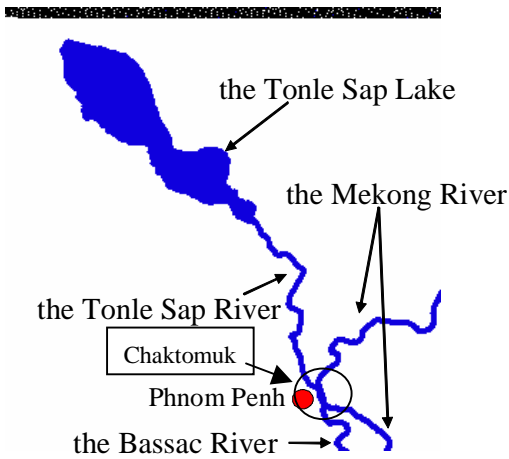 the Tonle Sap Lake
the Mekong River
the Tonle Sap River
Chaktomuk
Phnom Penh
the Bassac River